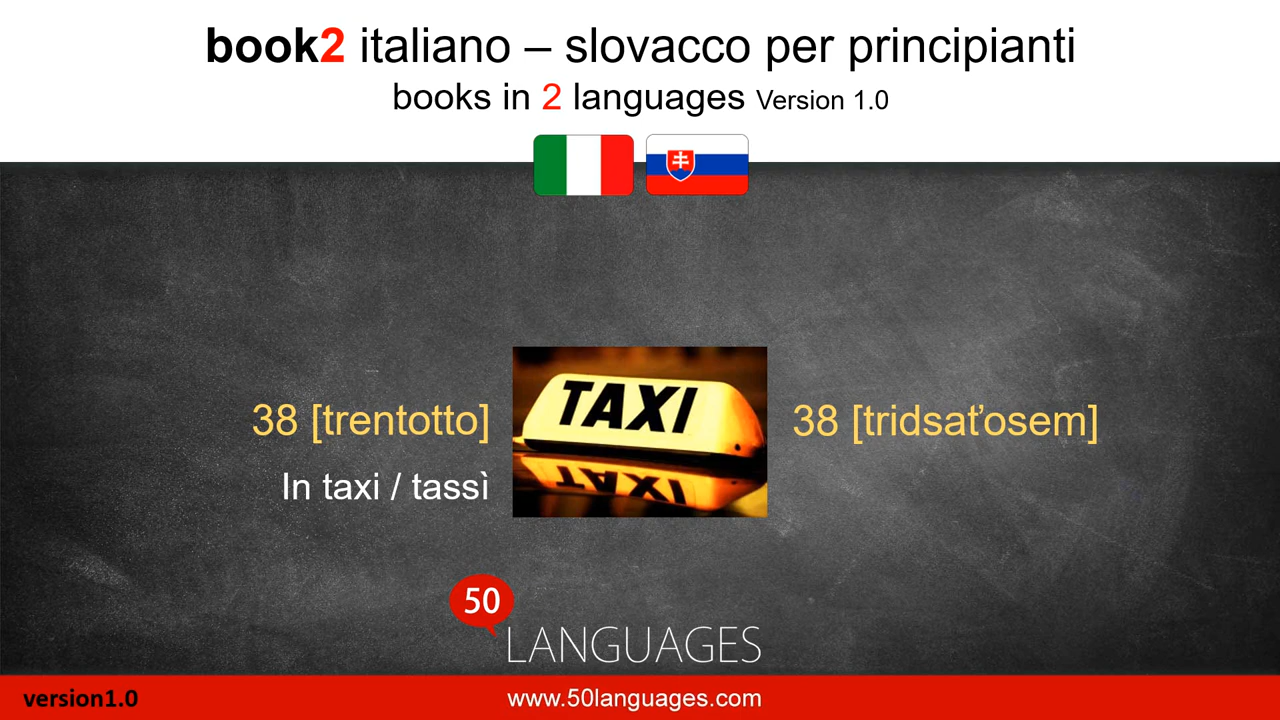 book2 italiano – slovacco per principianti
books in 2 languages Version 1.0
38 [trentotto]
In taxi / tassì
TAXI
TAXI
38 [tridsaťosem]
50
LANGUAGES
version1.0
www.50languages.com